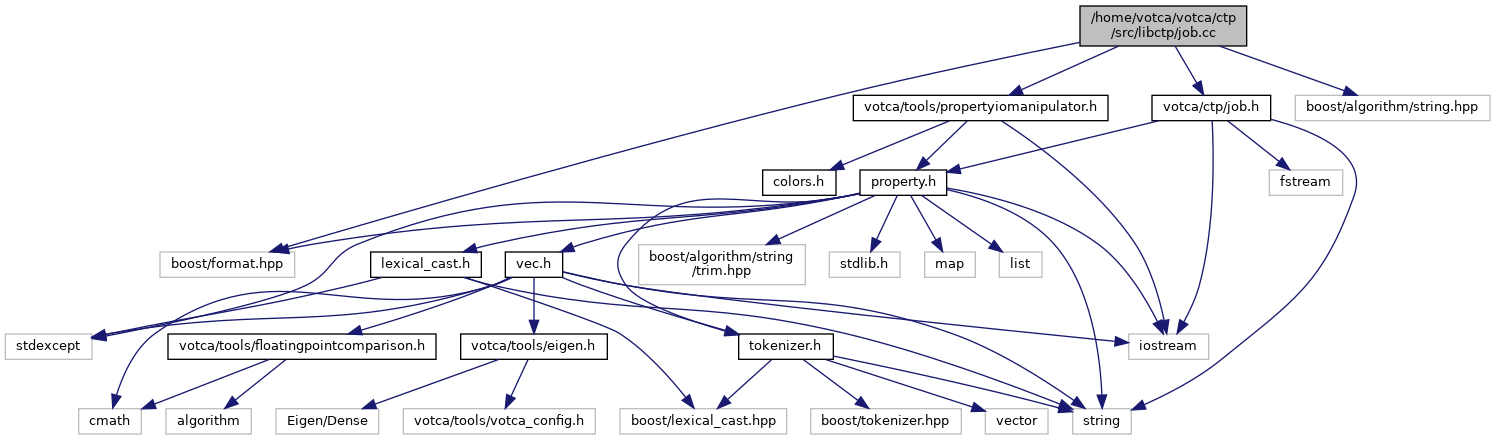 /home/votca/votca/ctp
/src/libctp/job.cc
votca/tools/propertyiomanipulator.h
votca/ctp/job.h
boost/algorithm/string.hpp
colors.h
property.h
fstream
boost/format.hpp
lexical_cast.h
vec.h
boost/algorithm/string
/trim.hpp
stdlib.h
map
list
stdexcept
votca/tools/floatingpointcomparison.h
votca/tools/eigen.h
tokenizer.h
iostream
cmath
algorithm
Eigen/Dense
votca/tools/votca_config.h
boost/lexical_cast.hpp
boost/tokenizer.hpp
vector
string